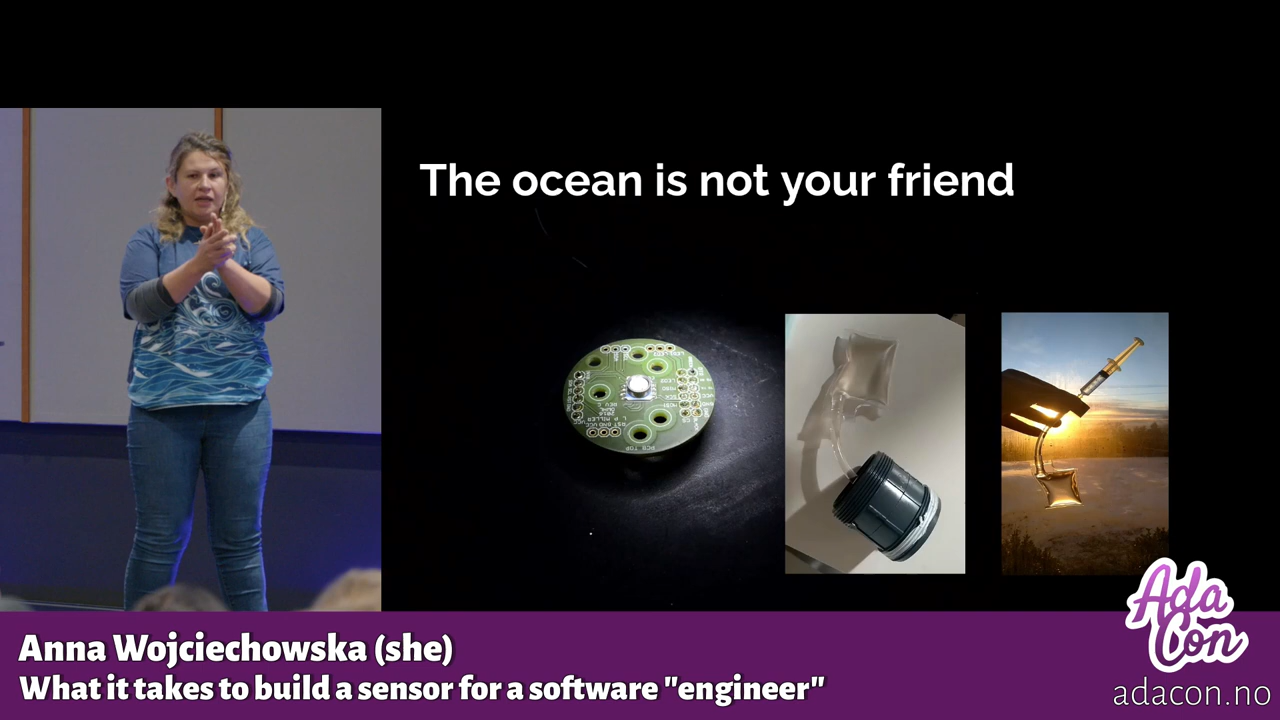 The ocean is not your friend
Ada
Con
Anna Wojciechowska (she)
What it takes to build a sensor for a software "engineer"
adacon.no